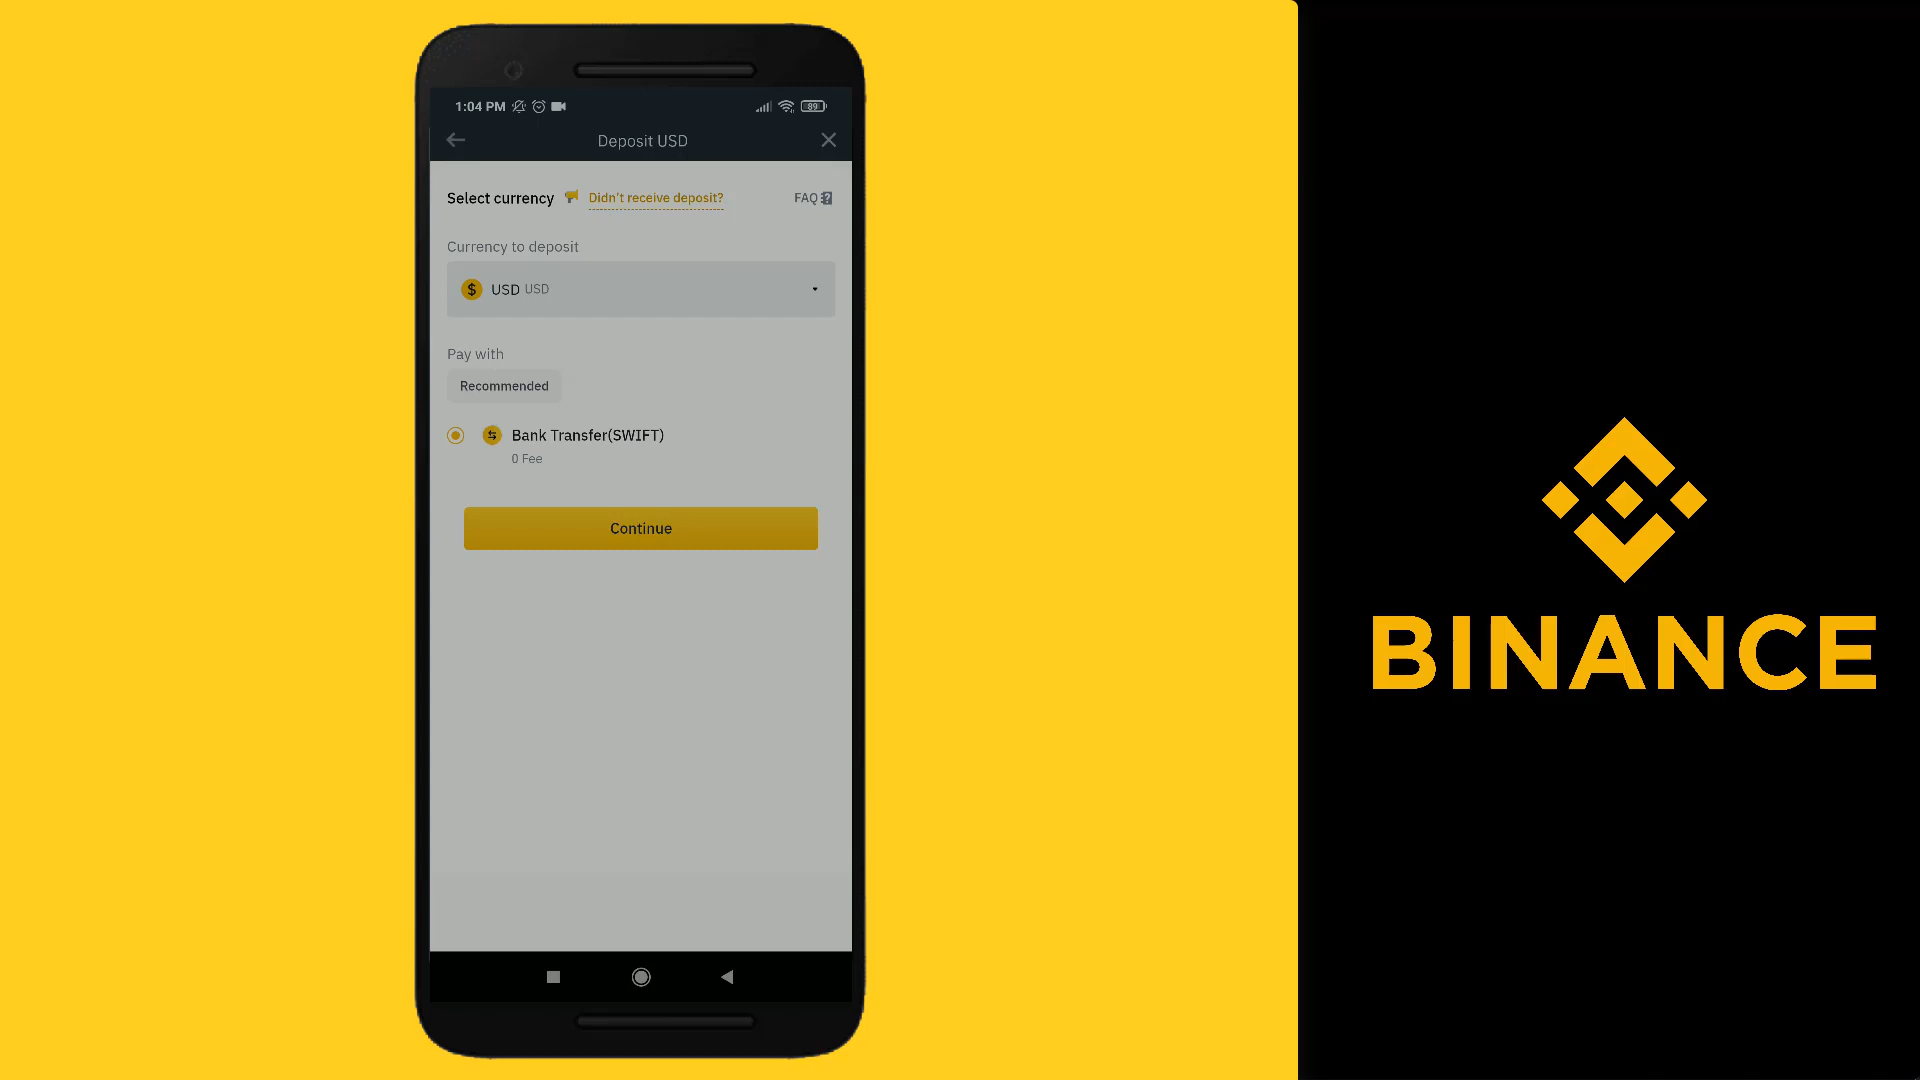 1:04 PM 89
Deposit USD
Select currency Didn't receive deposit? FAQ
Currency to deposit
$ USD USD
Pay with
Recommended
Bank Transfer(SWIFT)
0 Fee
Continue
BINANCE